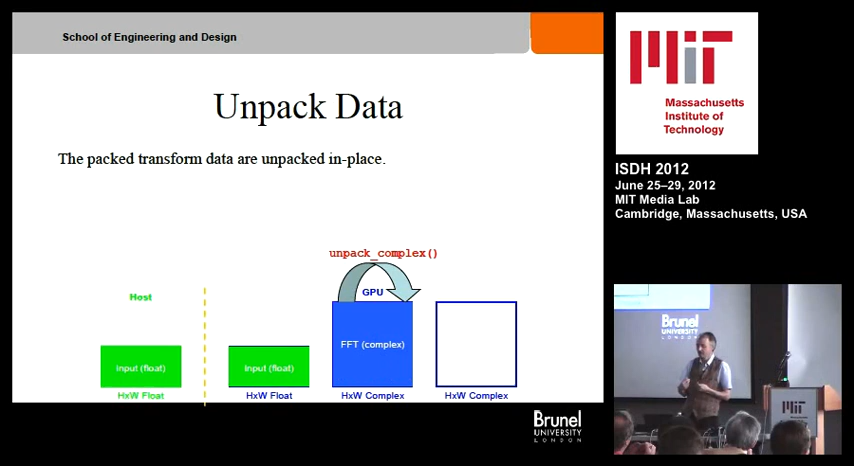 School of Engineering and Design
Unpack Data
The packed transform data are unpacked in-place.
unpack_complex()
Host
GPU
Input (float)
Input (float)
FFT (complex)
HxW Float
HxW Float
HxW Complex
HxW Complex
Brunel
UNIVERSITY
LONDON
MIT
Massachusetts
Institute of
Technology
ISDH 2012
June 25–29, 2012
MIT Media Lab
Cambridge, Massachusetts, USA
Brunel
LONDON
MIT